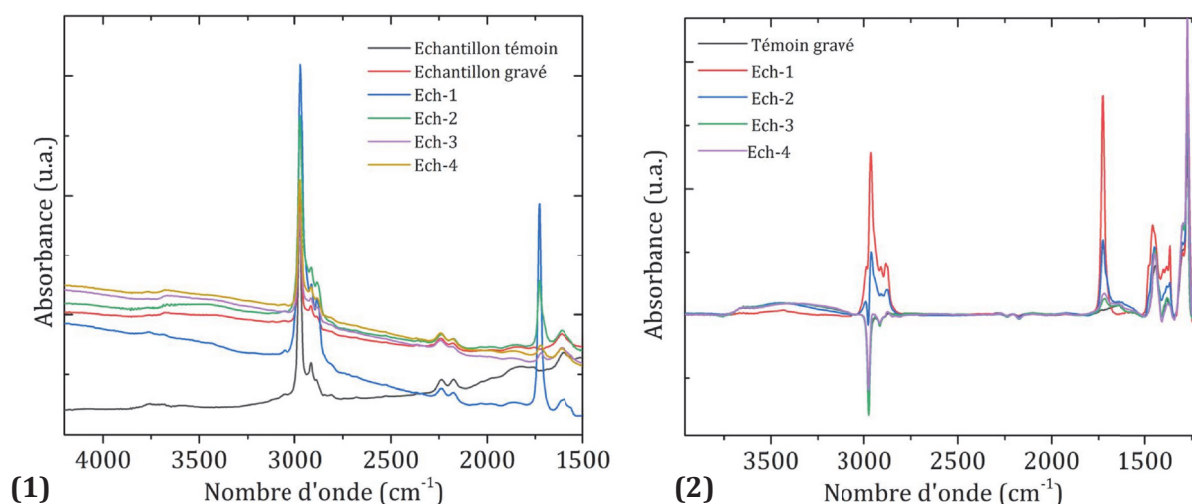 Echantillon témoin
Echantillon gravé
Ech-1
Ech-2
Ech-3
Ech-4
Absorbance (u.a.)
4000 3500 3000 2500 2000 1500
Nombre d'onde (cm⁻¹)
(1)
Témoin gravé
Ech-1
Ech-2
Ech-3
Ech-4
Absorbance (u.a.)
3500 3000 2500 2000 1500
Nombre d'onde (cm⁻¹)
(2)